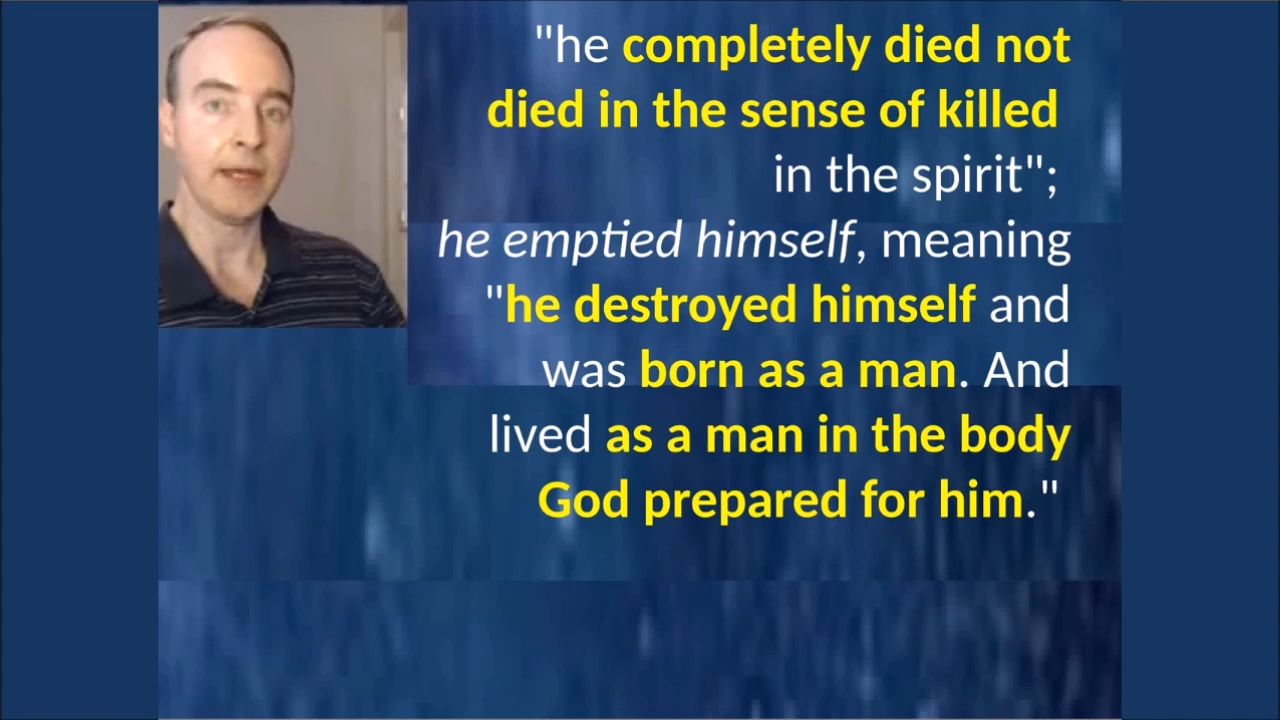 "he completely died not
died in the sense of killed
in the spirit";
he emptied himself, meaning
"he destroyed himself and
was born as a man. And
lived as a man in the body
God prepared for him."